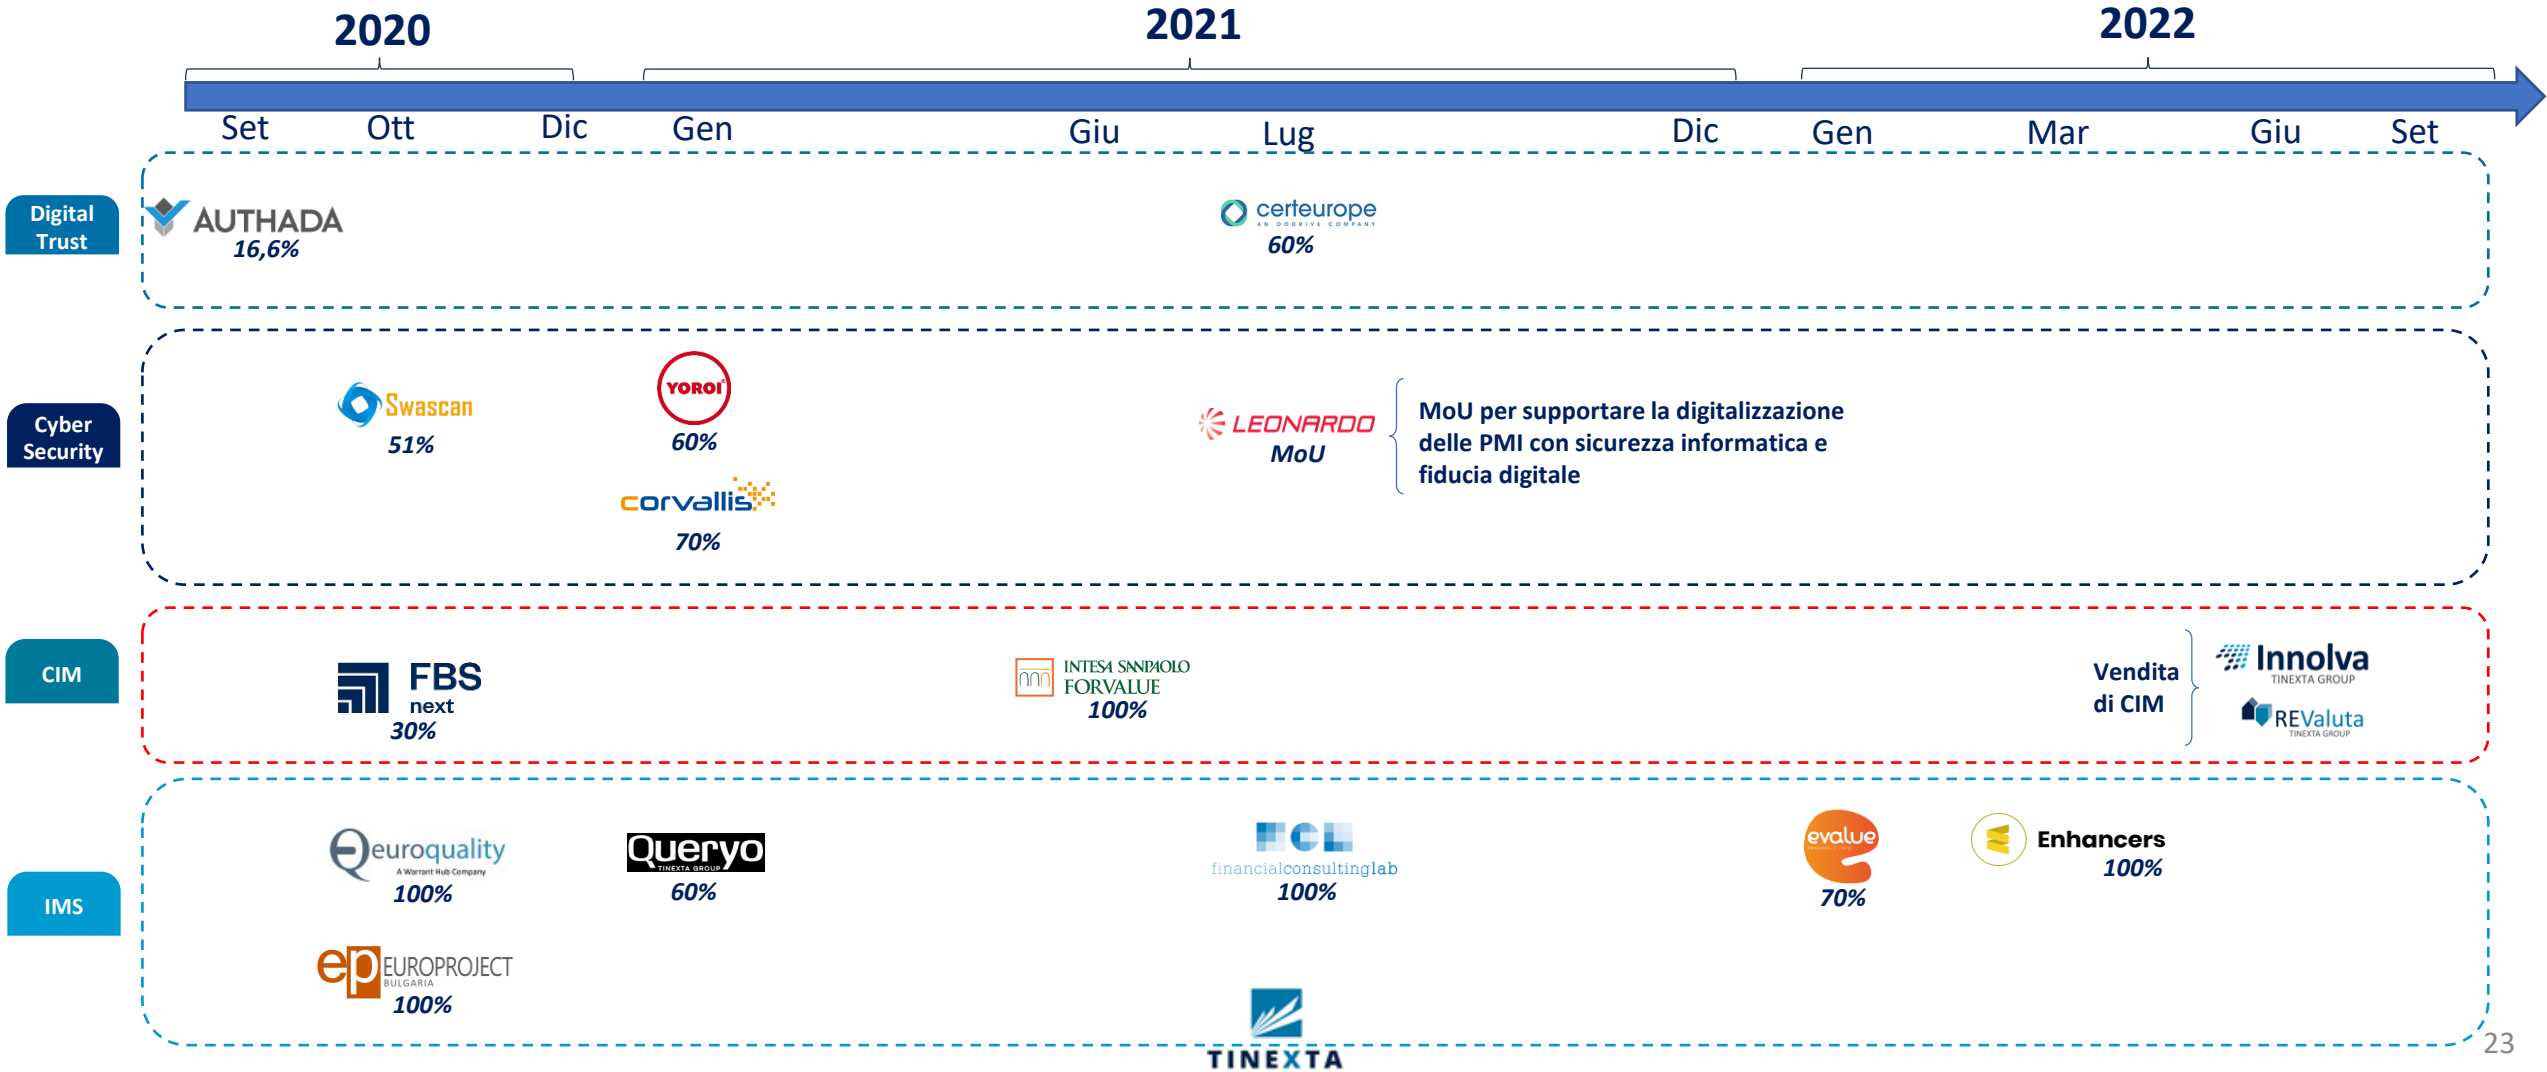 2020
2021
2022
Set
Ott
Dic
Gen
Giu
Lug
Dic
Gen
Mar
Giu
Set
Digital
Trust
AUTHADA
16,6%
certeurope
AN OODRIVE COMPANY
60%
Cyber
Security
Swascan
51%
YOROI
60%
corvallis
70%
LEONARDO
MoU
MoU per supportare la digitalizzazione
delle PMI con sicurezza informatica e
fiducia digitale
CIM
FBS
next
30%
INTESA SANPAOLO
FORVALUE
100%
Vendita
di CIM
Innolva
TINEXTA GROUP
REValuta
TINEXTA GROUP
IMS
euroquality
A Warrant Hub Company
100%
ep EUROPROJECT
BULGARIA
100%
Queryo
TINEXTA GROUP
60%
financialconsultinglab
100%
evalue
70%
Enhancers
100%
TINEXTA
23